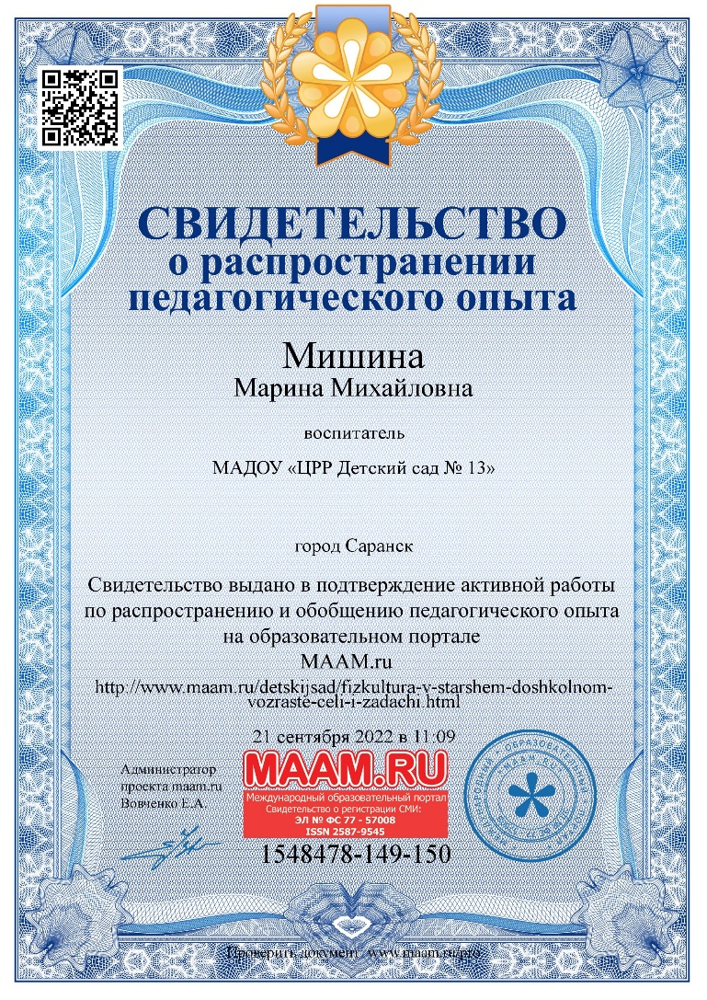 СВИДЕТЕЛЬСТВО
о распространении
педагогического опыта
Мишина
Марина Михайловна
воспитатель
МАДОУ «ЦРР Детский сад № 13»
город Саранск
Свидетельство выдано в подтверждение активной работы
по распространению и обобщению педагогического опыта
на образовательном портале
MAAM.ru
http://www.maam.ru/detskijsad/fizkultura-v-starshem-doshkolnom-
vozraste-celi-i-zadachi.html
21 сентября 2022 в 11:09
Администратор
проекта maam.ru
Вовченко Е.А.
MAAM.RU
Международный образовательный портал
Свидетельство о регистрации СМИ:
ЭЛ № ФС 77 - 57008
ISSN 2587-9545
1548478-149-150
Проверить документ: www.maam.ru/pro